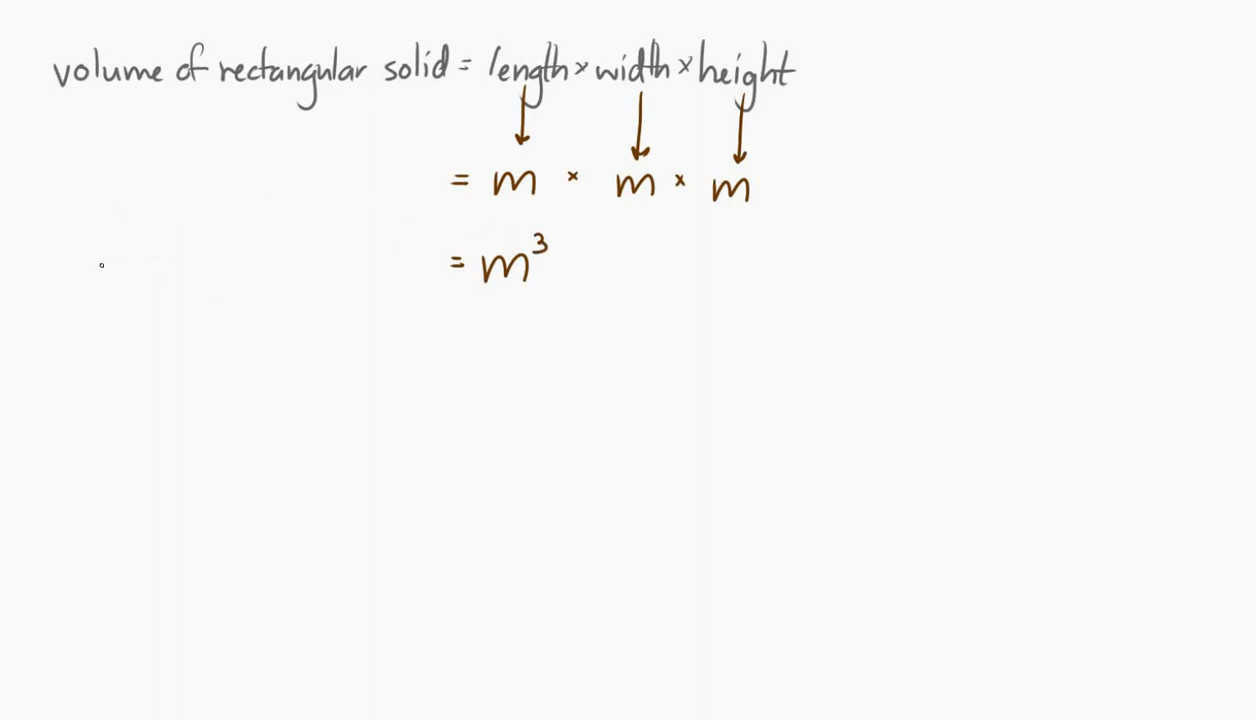 volume of rectangular solid = length × width × height
= m × m × m
= m³